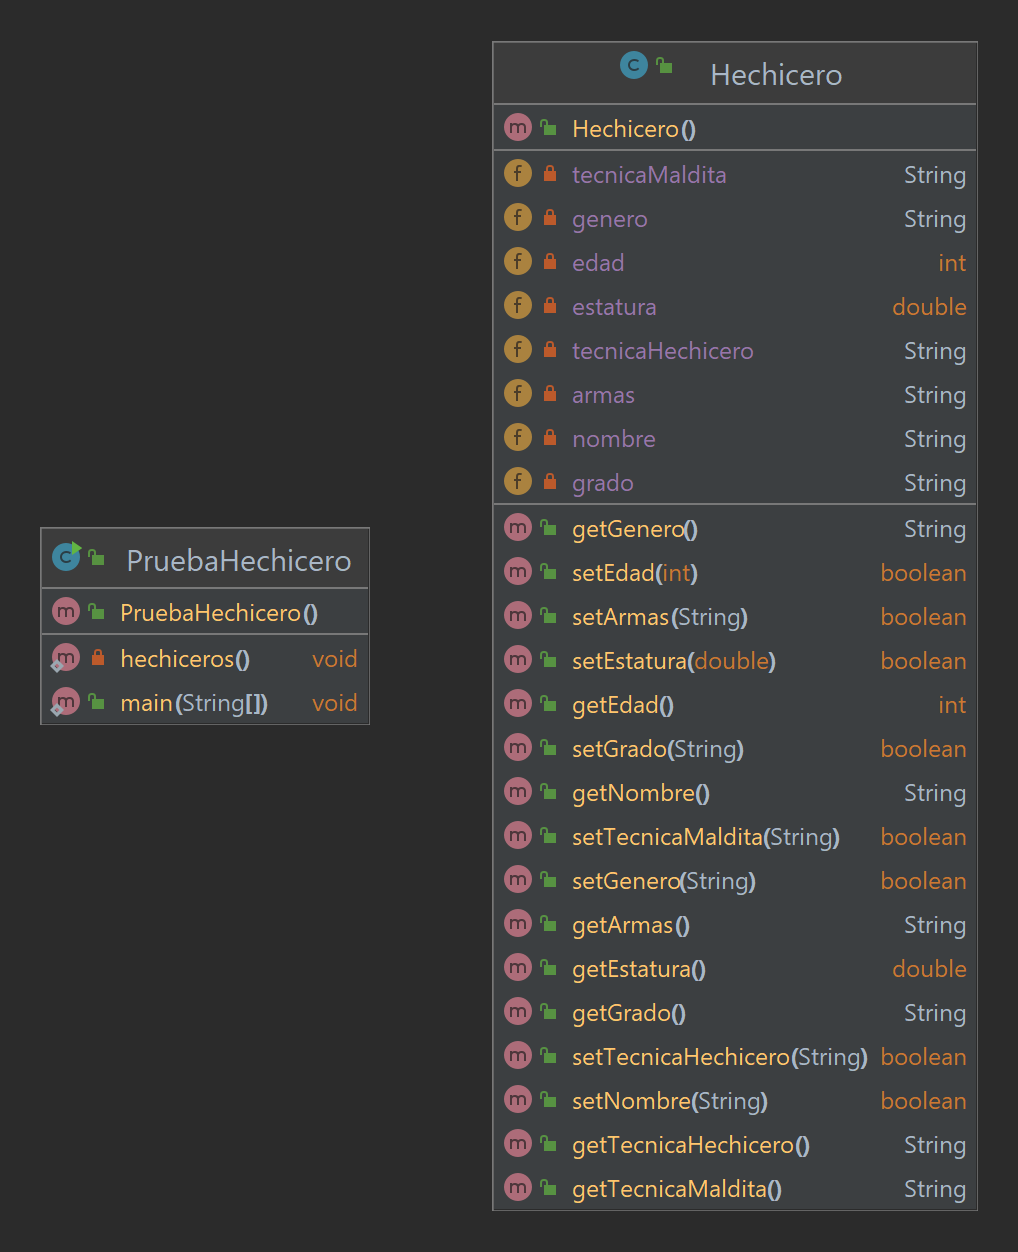 Hechicero
Hechicero()
tecnicaMaldita String
genero String
edad int
estatura double
tecnicaHechicero String
armas String
nombre String
grado String
getGenero() String
setEdad(int) boolean
setArmas(String) boolean
setEstatura(double) boolean
getEdad() int
setGrado(String) boolean
getNombre() String
setTecnicaMaldita(String) boolean
setGenero(String) boolean
getArmas() String
getEstatura() double
getGrado() String
setTecnicaHechicero(String) boolean
setNombre(String) boolean
getTecnicaHechicero() String
getTecnicaMaldita() String
PruebaHechicero
PruebaHechicero()
hechiceros() void
main(String[]) void